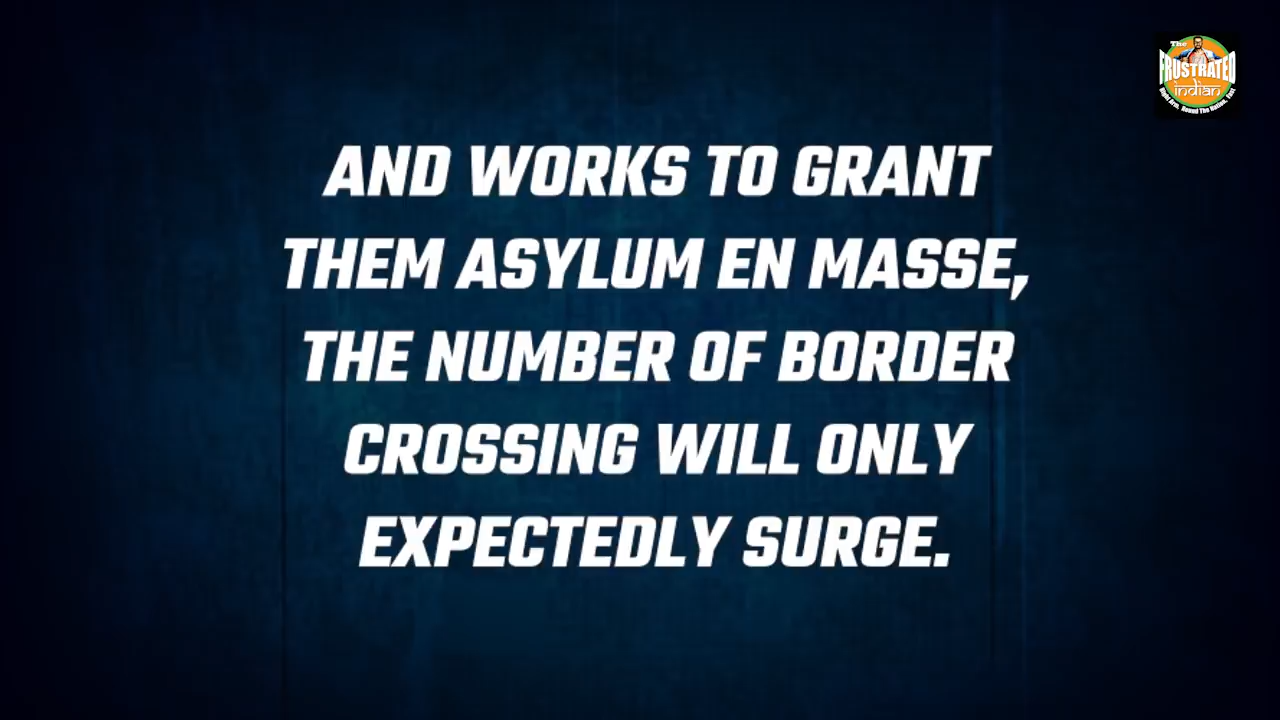 The
FRUSTRATED
indian
AND WORKS TO GRANT
THEM ASYLUM EN MASSE,
THE NUMBER OF BORDER
CROSSING WILL ONLY
EXPECTEDLY SURGE.